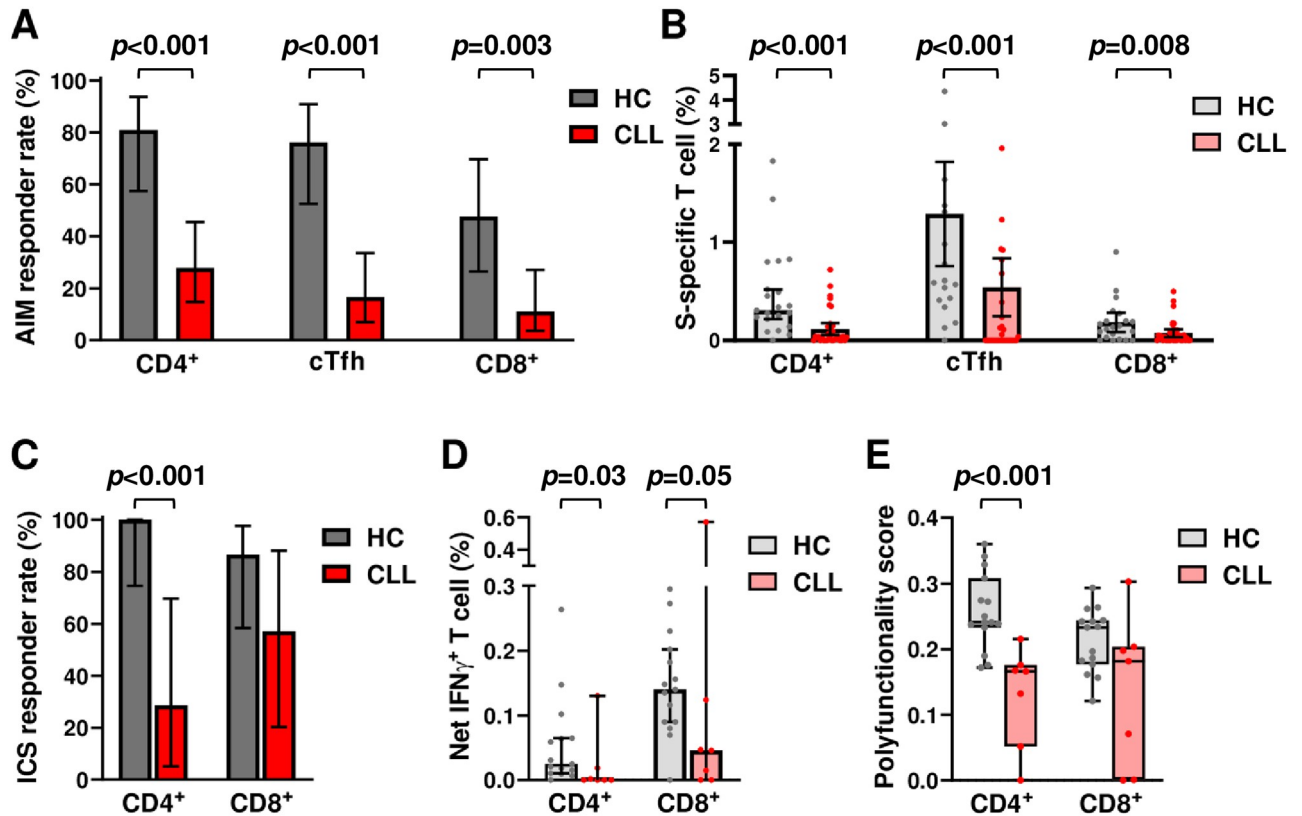 A
p<0.001
p<0.001
p=0.003
AIM responder rate (%)
100
80
60
40
20
0
CD4⁺
cTfh
CD8⁺
HC
CLL
B
p<0.001
p<0.001
p=0.008
S-specific T cell (%)
5
4
3
2
1
0
CD4⁺
cTfh
CD8⁺
HC
CLL
C
p<0.001
ICS responder rate (%)
100
80
60
40
20
0
CD4⁺
CD8⁺
HC
CLL
D
p=0.03
p=0.05
Net IFNγ⁺ T cell (%)
0.6
0.4
0.3
0.2
0.1
0.0
CD4⁺
CD8⁺
HC
CLL
E
p<0.001
Polyfunctionality score
0.4
0.3
0.2
0.1
0.0
CD4⁺
CD8⁺
HC
CLL